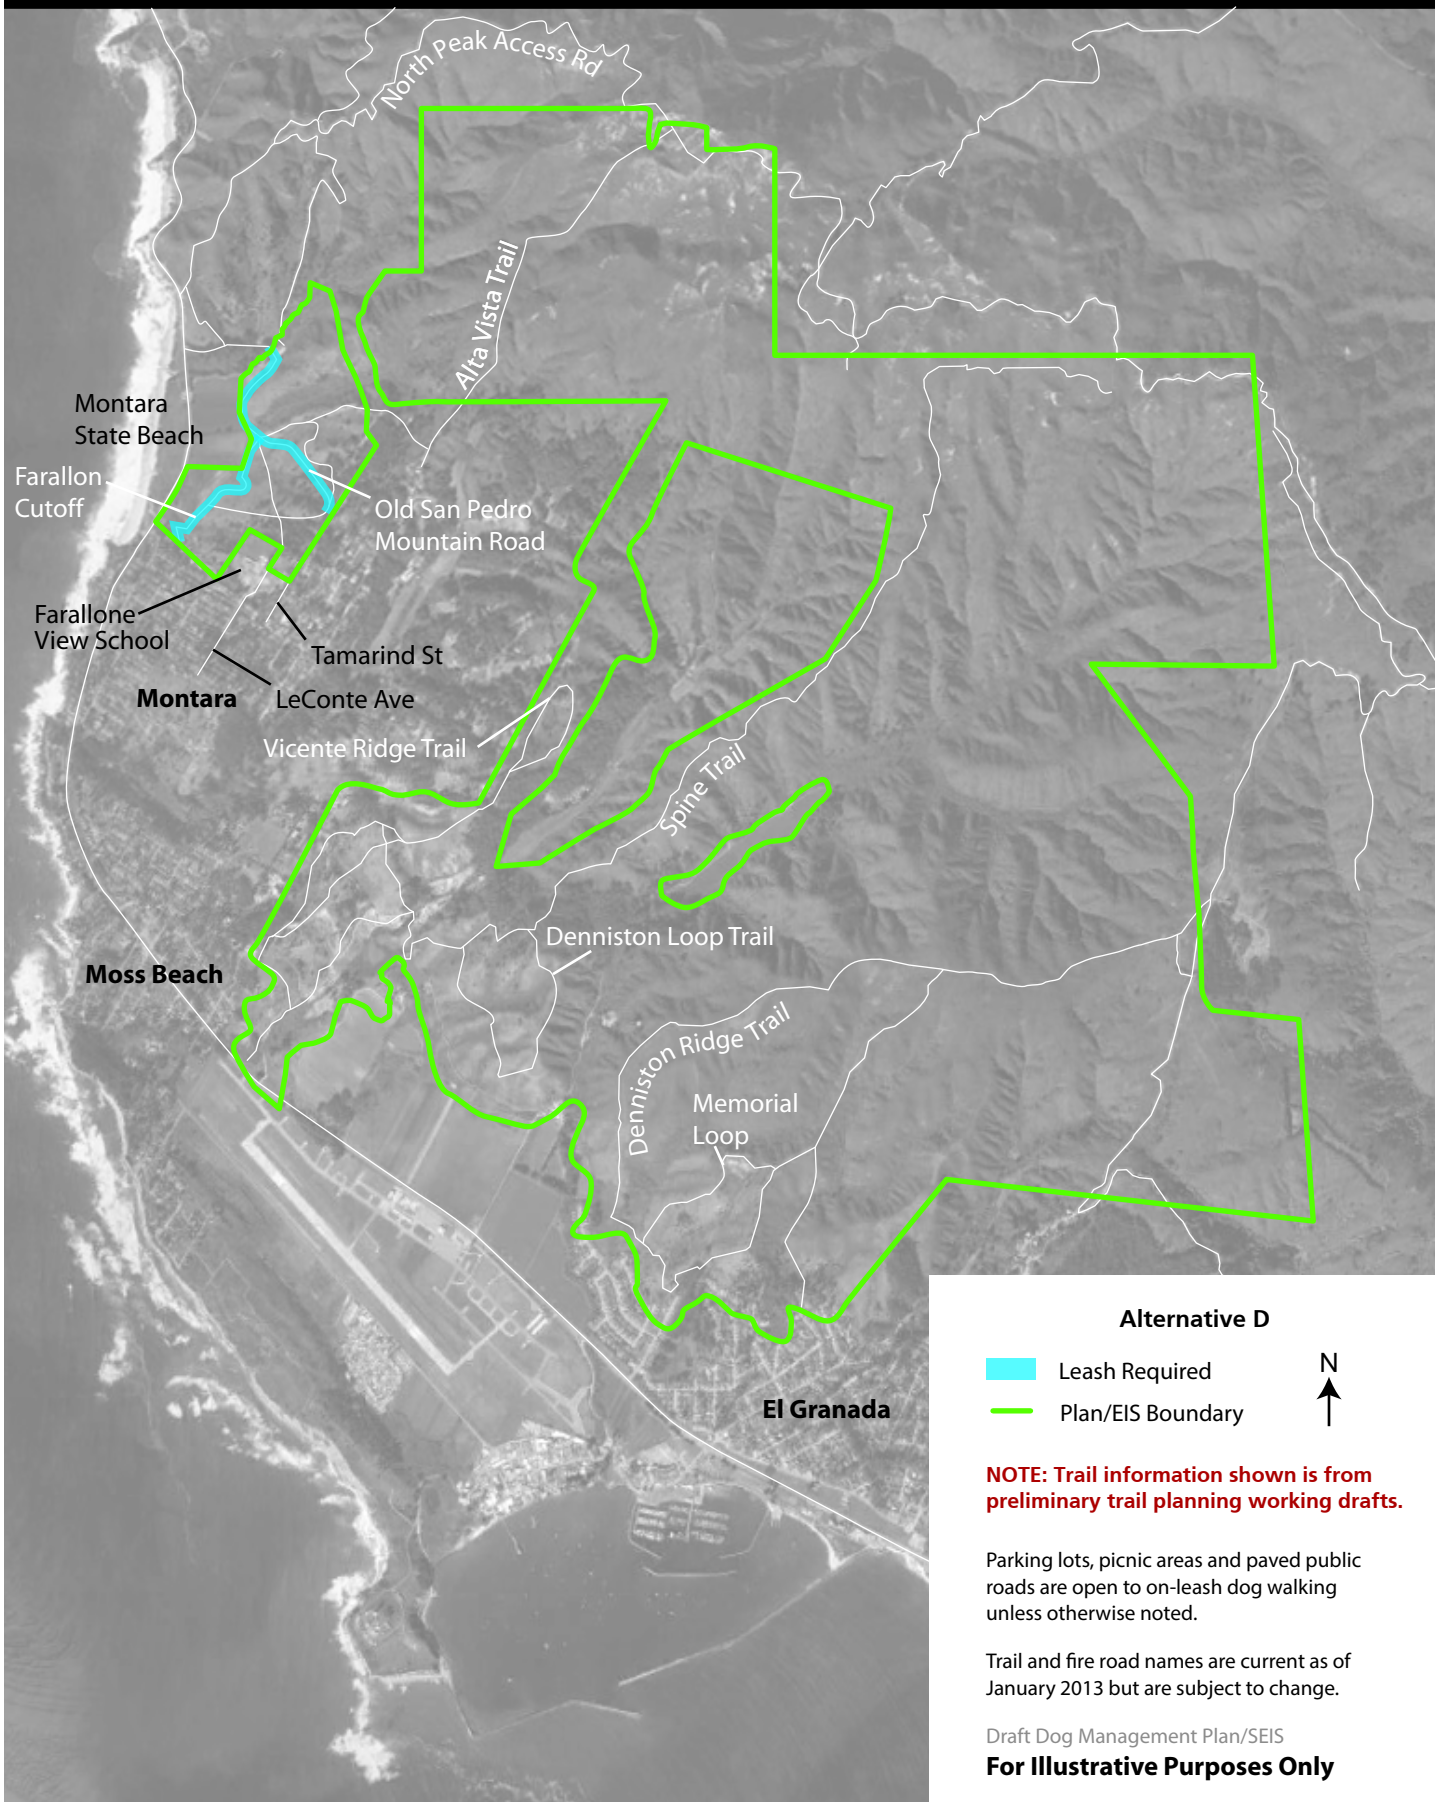 North Peak Access Rd
Alta Vista Trail
Montara
State Beach
Farallon
Cutoff
Old San Pedro
Mountain Road
Farallone
View School
Tamarind St
Montara
LeConte Ave
Vicente Ridge Trail
Spine Trail
Denniston Loop Trail
Moss Beach
Denniston Ridge Trail
Memorial
Loop
El Granada
Alternative D
Leash Required
Plan/EIS Boundary
N
NOTE: Trail information shown is from
preliminary trail planning working drafts.
Parking lots, picnic areas and paved public
roads are open to on-leash dog walking
unless otherwise noted.
Trail and fire road names are current as of
January 2013 but are subject to change.
Draft Dog Management Plan/SEIS
For Illustrative Purposes Only